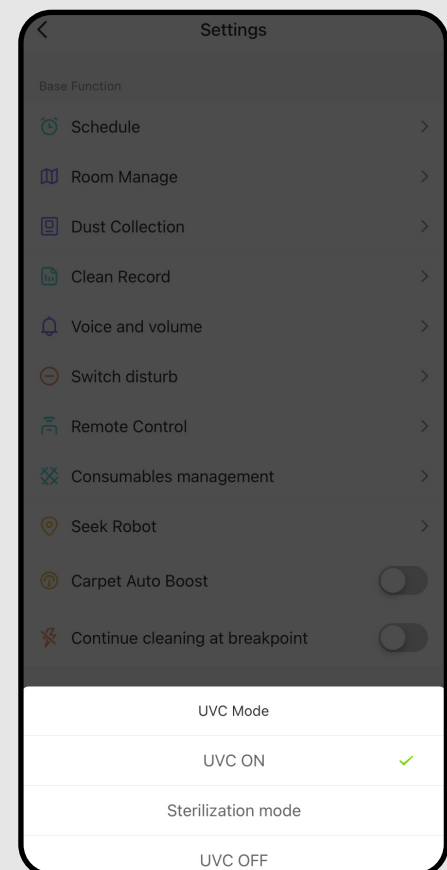 Settings
Base Function
Schedule
Room Manage
Dust Collection
Clean Record
Voice and volume
Switch disturb
Remote Control
Consumables management
Seek Robot
Carpet Auto Boost
Continue cleaning at breakpoint
UVC Mode
UVC ON
Sterilization mode
UVC OFF